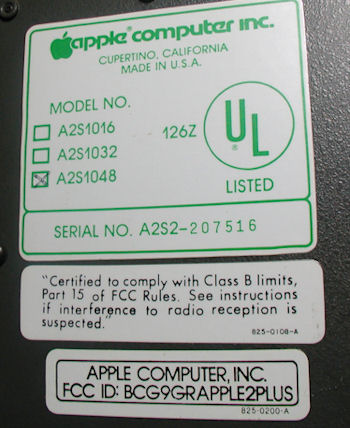 apple computer inc.
CUPERTINO, CALIFORNIA
MADE IN U.S.A.
MODEL NO.
A2S1016
126Z
A2S1032
A2S1048
UL
®
LISTED
SERIAL NO. A2S2-207516
"Certified to comply with Class B limits,
Part 15 of FCC Rules. See instructions
if interference to radio reception is
suspected."
825-0108-A
APPLE COMPUTER, INC.
FCC ID: BCG9GRAPPLE2PLUS
825-0200-A